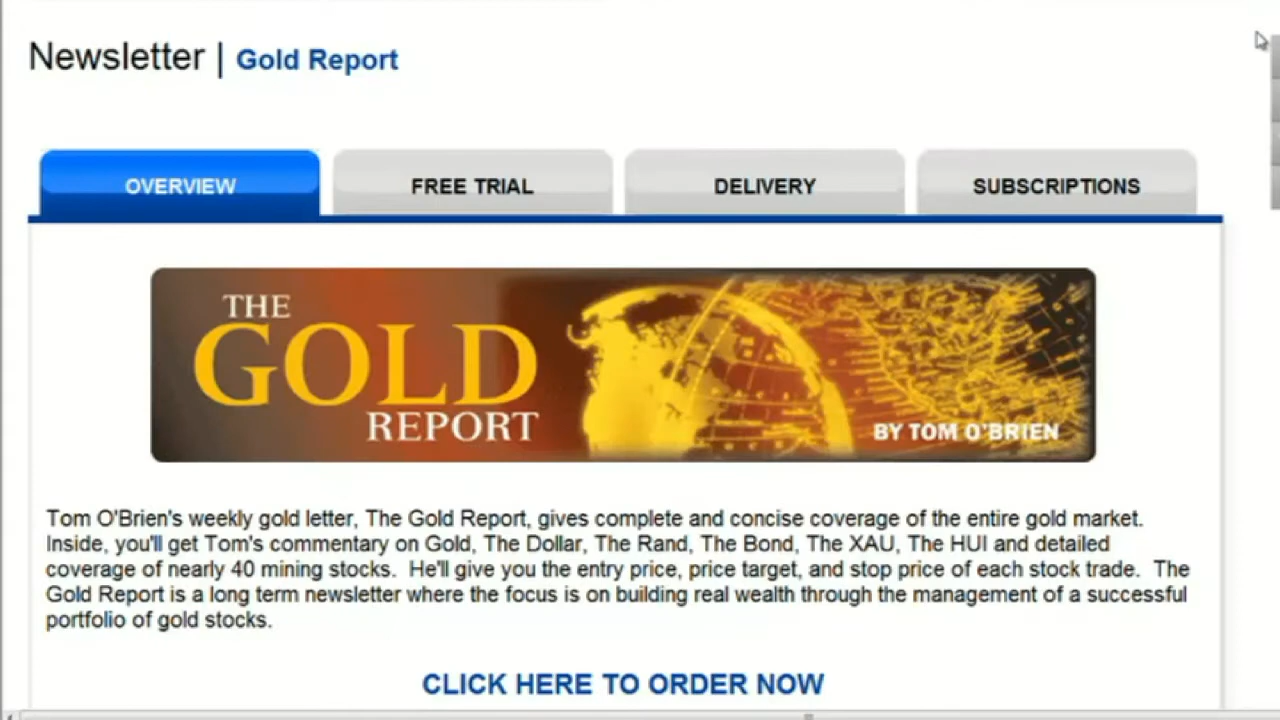 Newsletter | Gold Report
OVERVIEW
FREE TRIAL
DELIVERY
SUBSCRIPTIONS
THE
GOLD
REPORT
BY TOM O'BRIEN
Tom O'Brien's weekly gold letter, The Gold Report, gives complete and concise coverage of the entire gold market.
Inside, you'll get Tom's commentary on Gold, The Dollar, The Rand, The Bond, The XAU, The HUI and detailed
coverage of nearly 40 mining stocks.  He'll give you the entry price, price target, and stop price of each stock trade.  The
Gold Report is a long term newsletter where the focus is on building real wealth through the management of a successful
portfolio of gold stocks.
CLICK HERE TO ORDER NOW